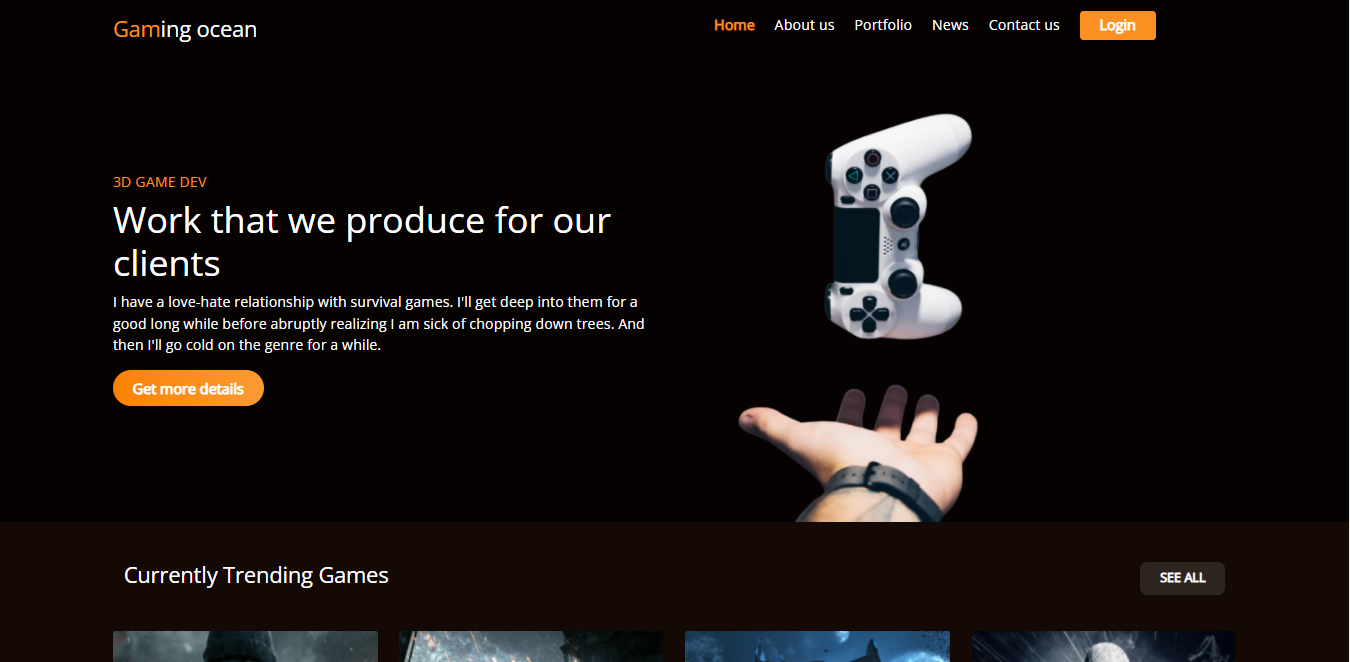 Gaming ocean
Home About us Portfolio News Contact us Login
3D GAME DEV
Work that we produce for our
clients
I have a love-hate relationship with survival games. I'll get deep into them for a
good long while before abruptly realizing I am sick of chopping down trees. And
then I'll go cold on the genre for a while.
Get more details
Currently Trending Games
SEE ALL